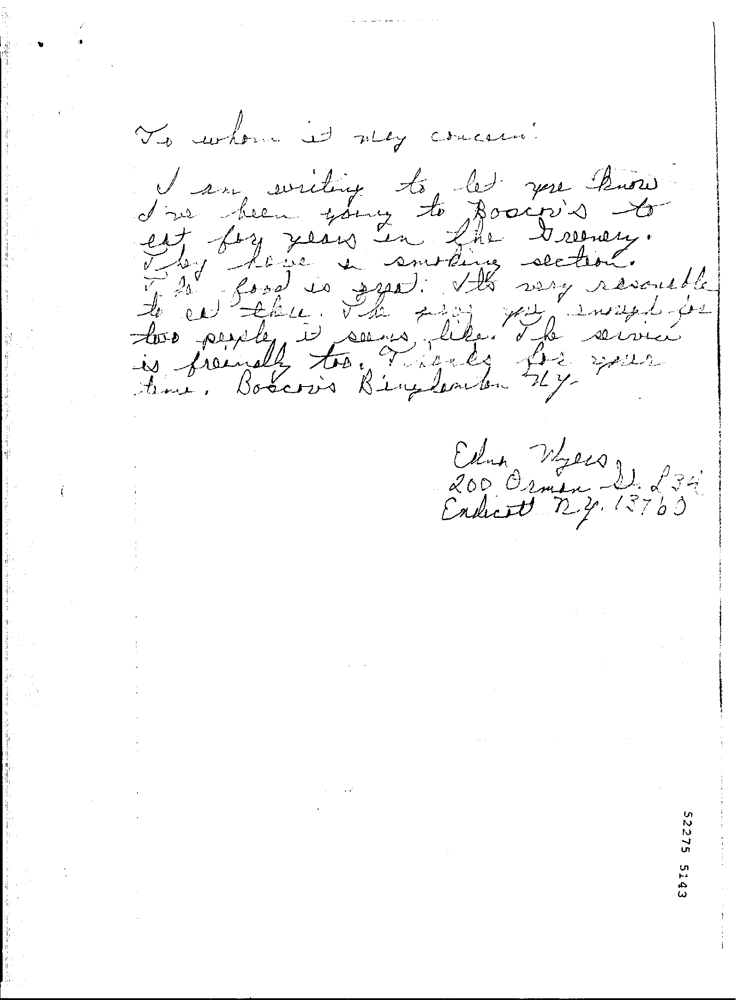 To whom it may concern:
I am writing to let you know
I've been going to Boscov's to
eat for years in the Greenery.
They have a smoking section.
The food is great. It's very resonable
to eat there. The give you enough for
two people, it seems, like. The service
is freindly too. Thanks for your
time. Boscov's Binghamton N.Y.
Edna Myers
200 Orman St. L34
Endicott N.Y. 13760
52275 5143